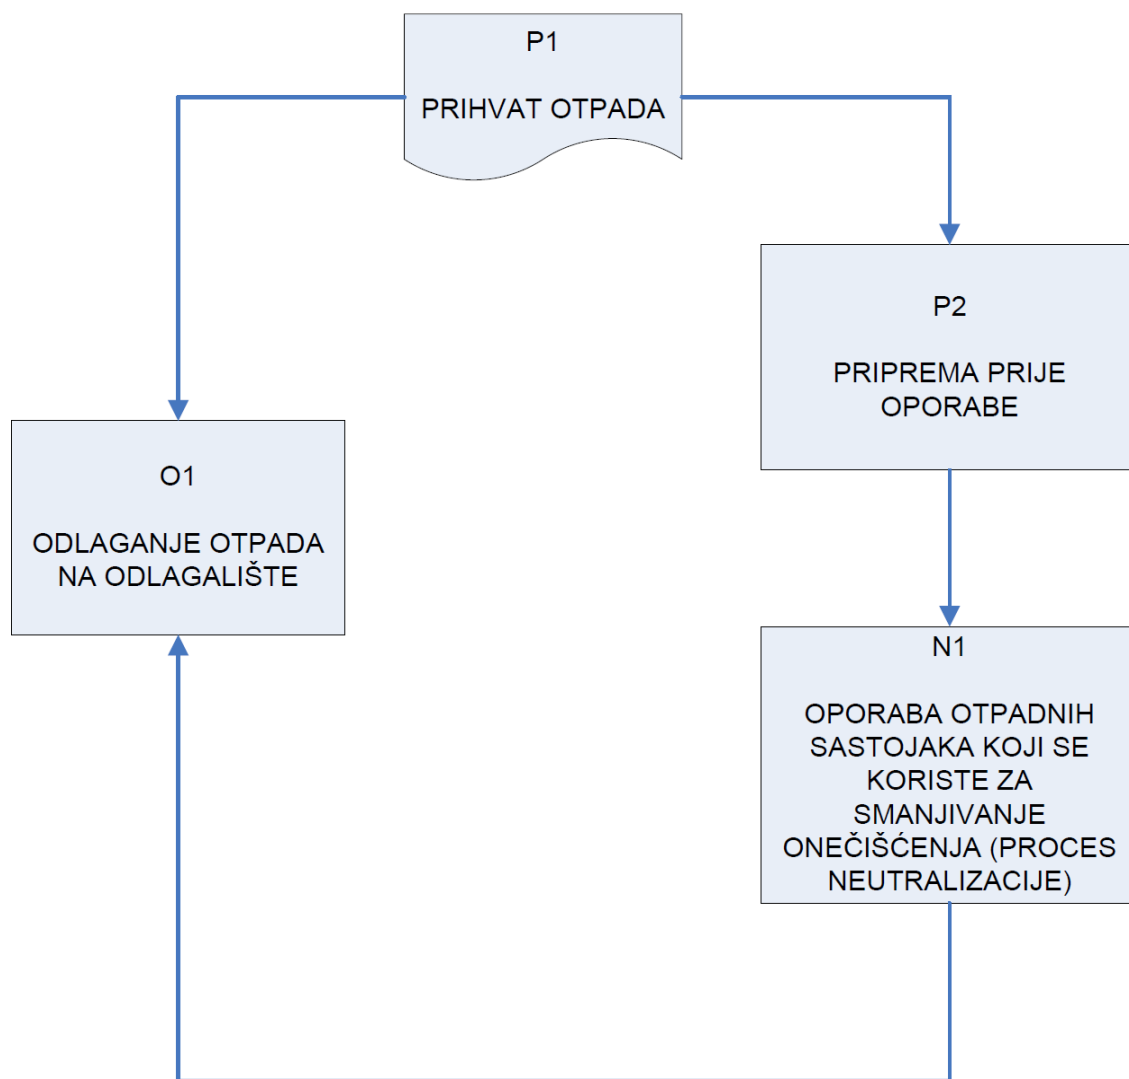 P1
PRIHVAT OTPADA
P2
PRIPREMA PRIJE
OPORABE
O1
ODLAGANJE OTPADA
NA ODLAGALIŠTE
N1
OPORABA OTPADNIH
SASTOJAKA KOJI SE
KORISTE ZA
SMANJIVANJE
ONEČIŠĆENJA (PROCES
NEUTRALIZACIJE)